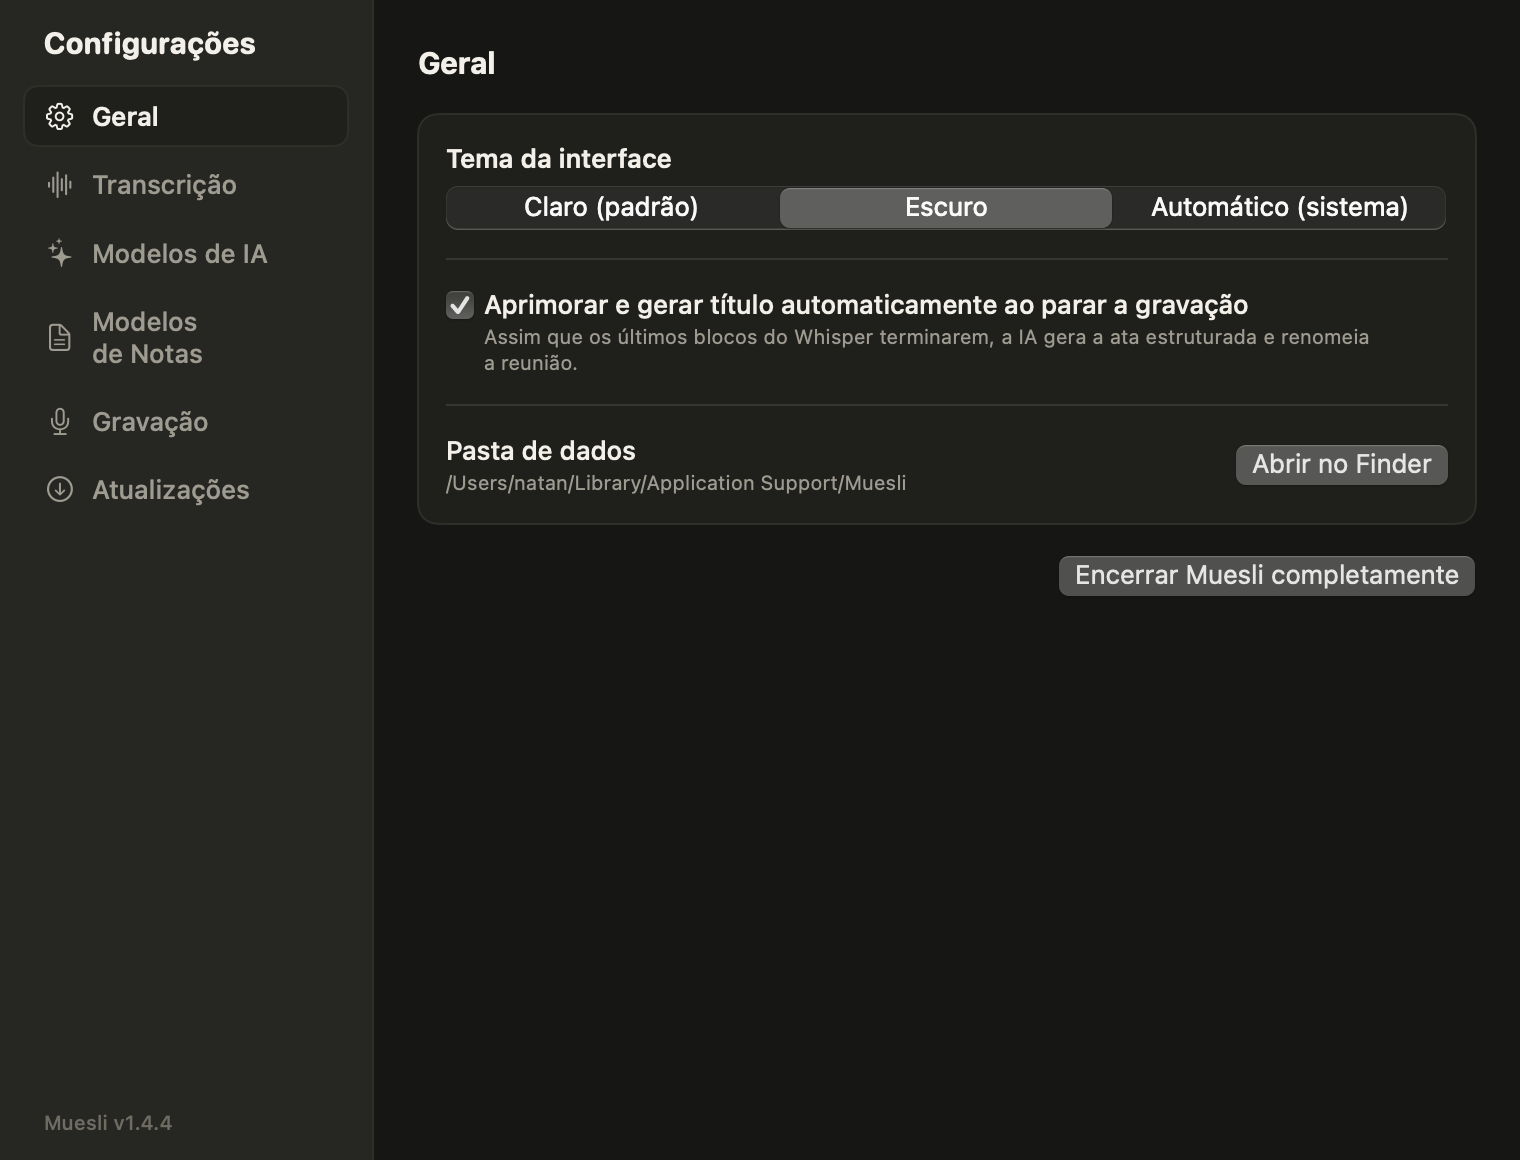 Configurações
Geral
Transcrição
Modelos de IA
Modelos
de Notas
Gravação
Atualizações
Muesli v1.4.4
Geral
Tema da interface
Claro (padrão)
Escuro
Automático (sistema)
Aprimorar e gerar título automaticamente ao parar a gravação
Assim que os últimos blocos do Whisper terminarem, a IA gera a ata estruturada e renomeia
a reunião.
Pasta de dados
/Users/natan/Library/Application Support/Muesli
Abrir no Finder
Encerrar Muesli completamente